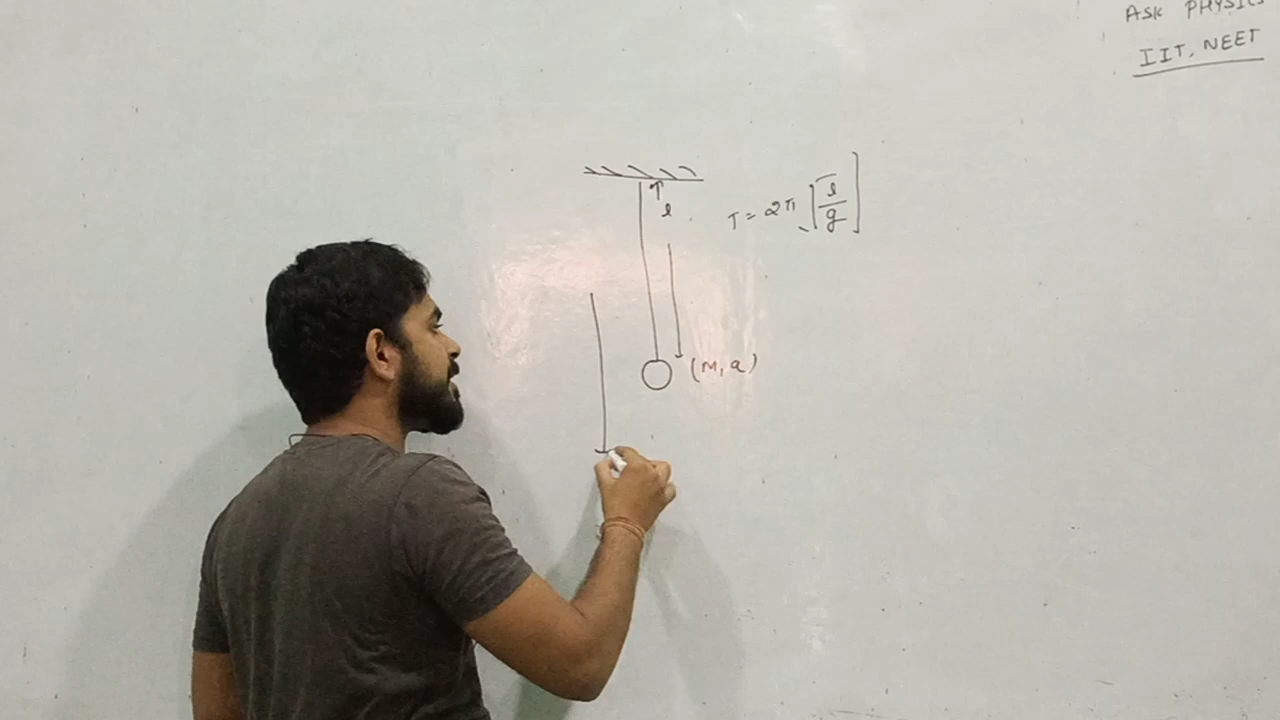 ASK PHYSICS
IIT, NEET
l
T = 2π [l/g]
(M, Q)